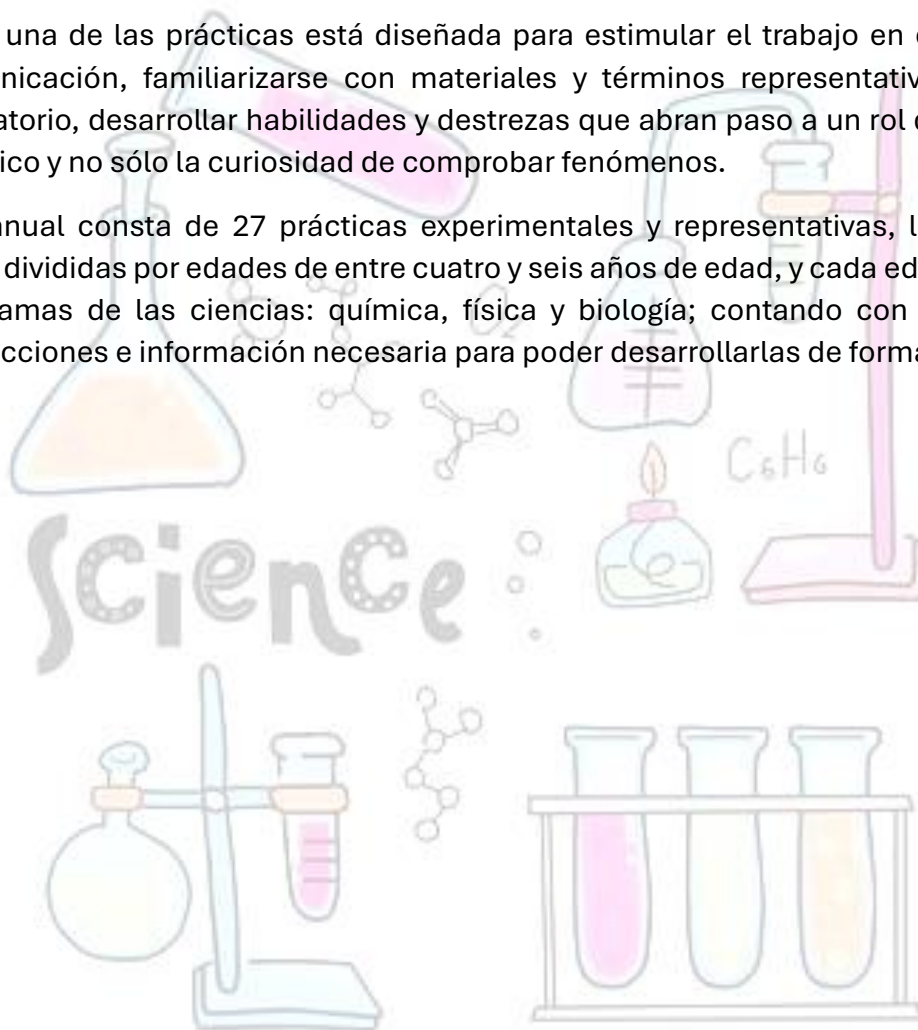 una de las prácticas está diseñada para estimular el trabajo en
nicación, familiarizarse con materiales y términos representativ
atorio, desarrollar habilidades y destrezas que abran paso a un rol
ico y no sólo la curiosidad de comprobar fenómenos.
nual consta de 27 prácticas experimentales y representativas, l
divididas por edades de entre cuatro y seis años de edad, y cada ed
amas de las ciencias: química, física y biología; contando con
cciones e información necesaria para poder desarrollarlas de forma
O2
C6H6
science